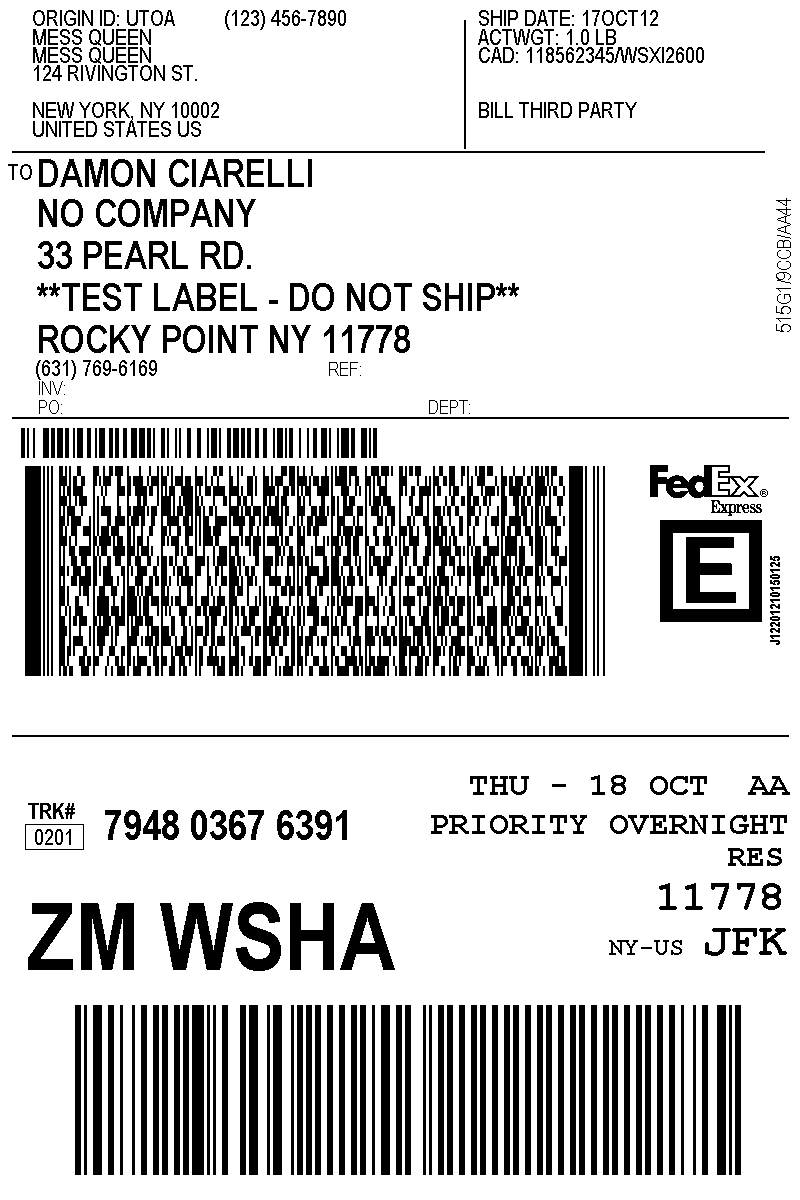 ORIGIN ID: UTOA (123) 456-7890
MESS QUEEN
MESS QUEEN
124 RIVINGTON ST.
NEW YORK, NY 10002
UNITED STATES US
SHIP DATE: 17OCT12
ACTWGT: 1.0 LB
CAD: 118562345/WSXI2600
BILL THIRD PARTY
TO DAMON CIARELLI
NO COMPANY
33 PEARL RD.
**TEST LABEL - DO NOT SHIP**
ROCKY POINT NY 11778
(631) 769-6169 REF:
INV:
PO: DEPT:
515G1/9CCB/AA44
FedEx®
Express
E
J12201210150125
THU - 18 OCT AA
PRIORITY OVERNIGHT
TRK#
0201 7948 0367 6391
RES
11778
ZM WSHA
NY-US JFK